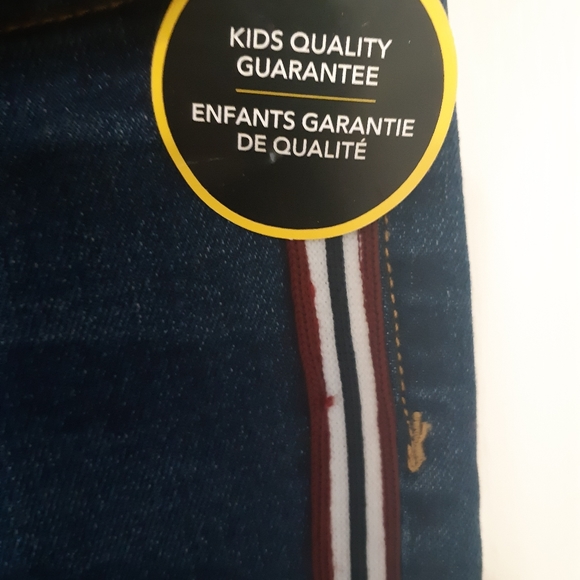 KIDS QUALITY
GUARANTEE
ENFANTS GARANTIE
DE QUALITÉ